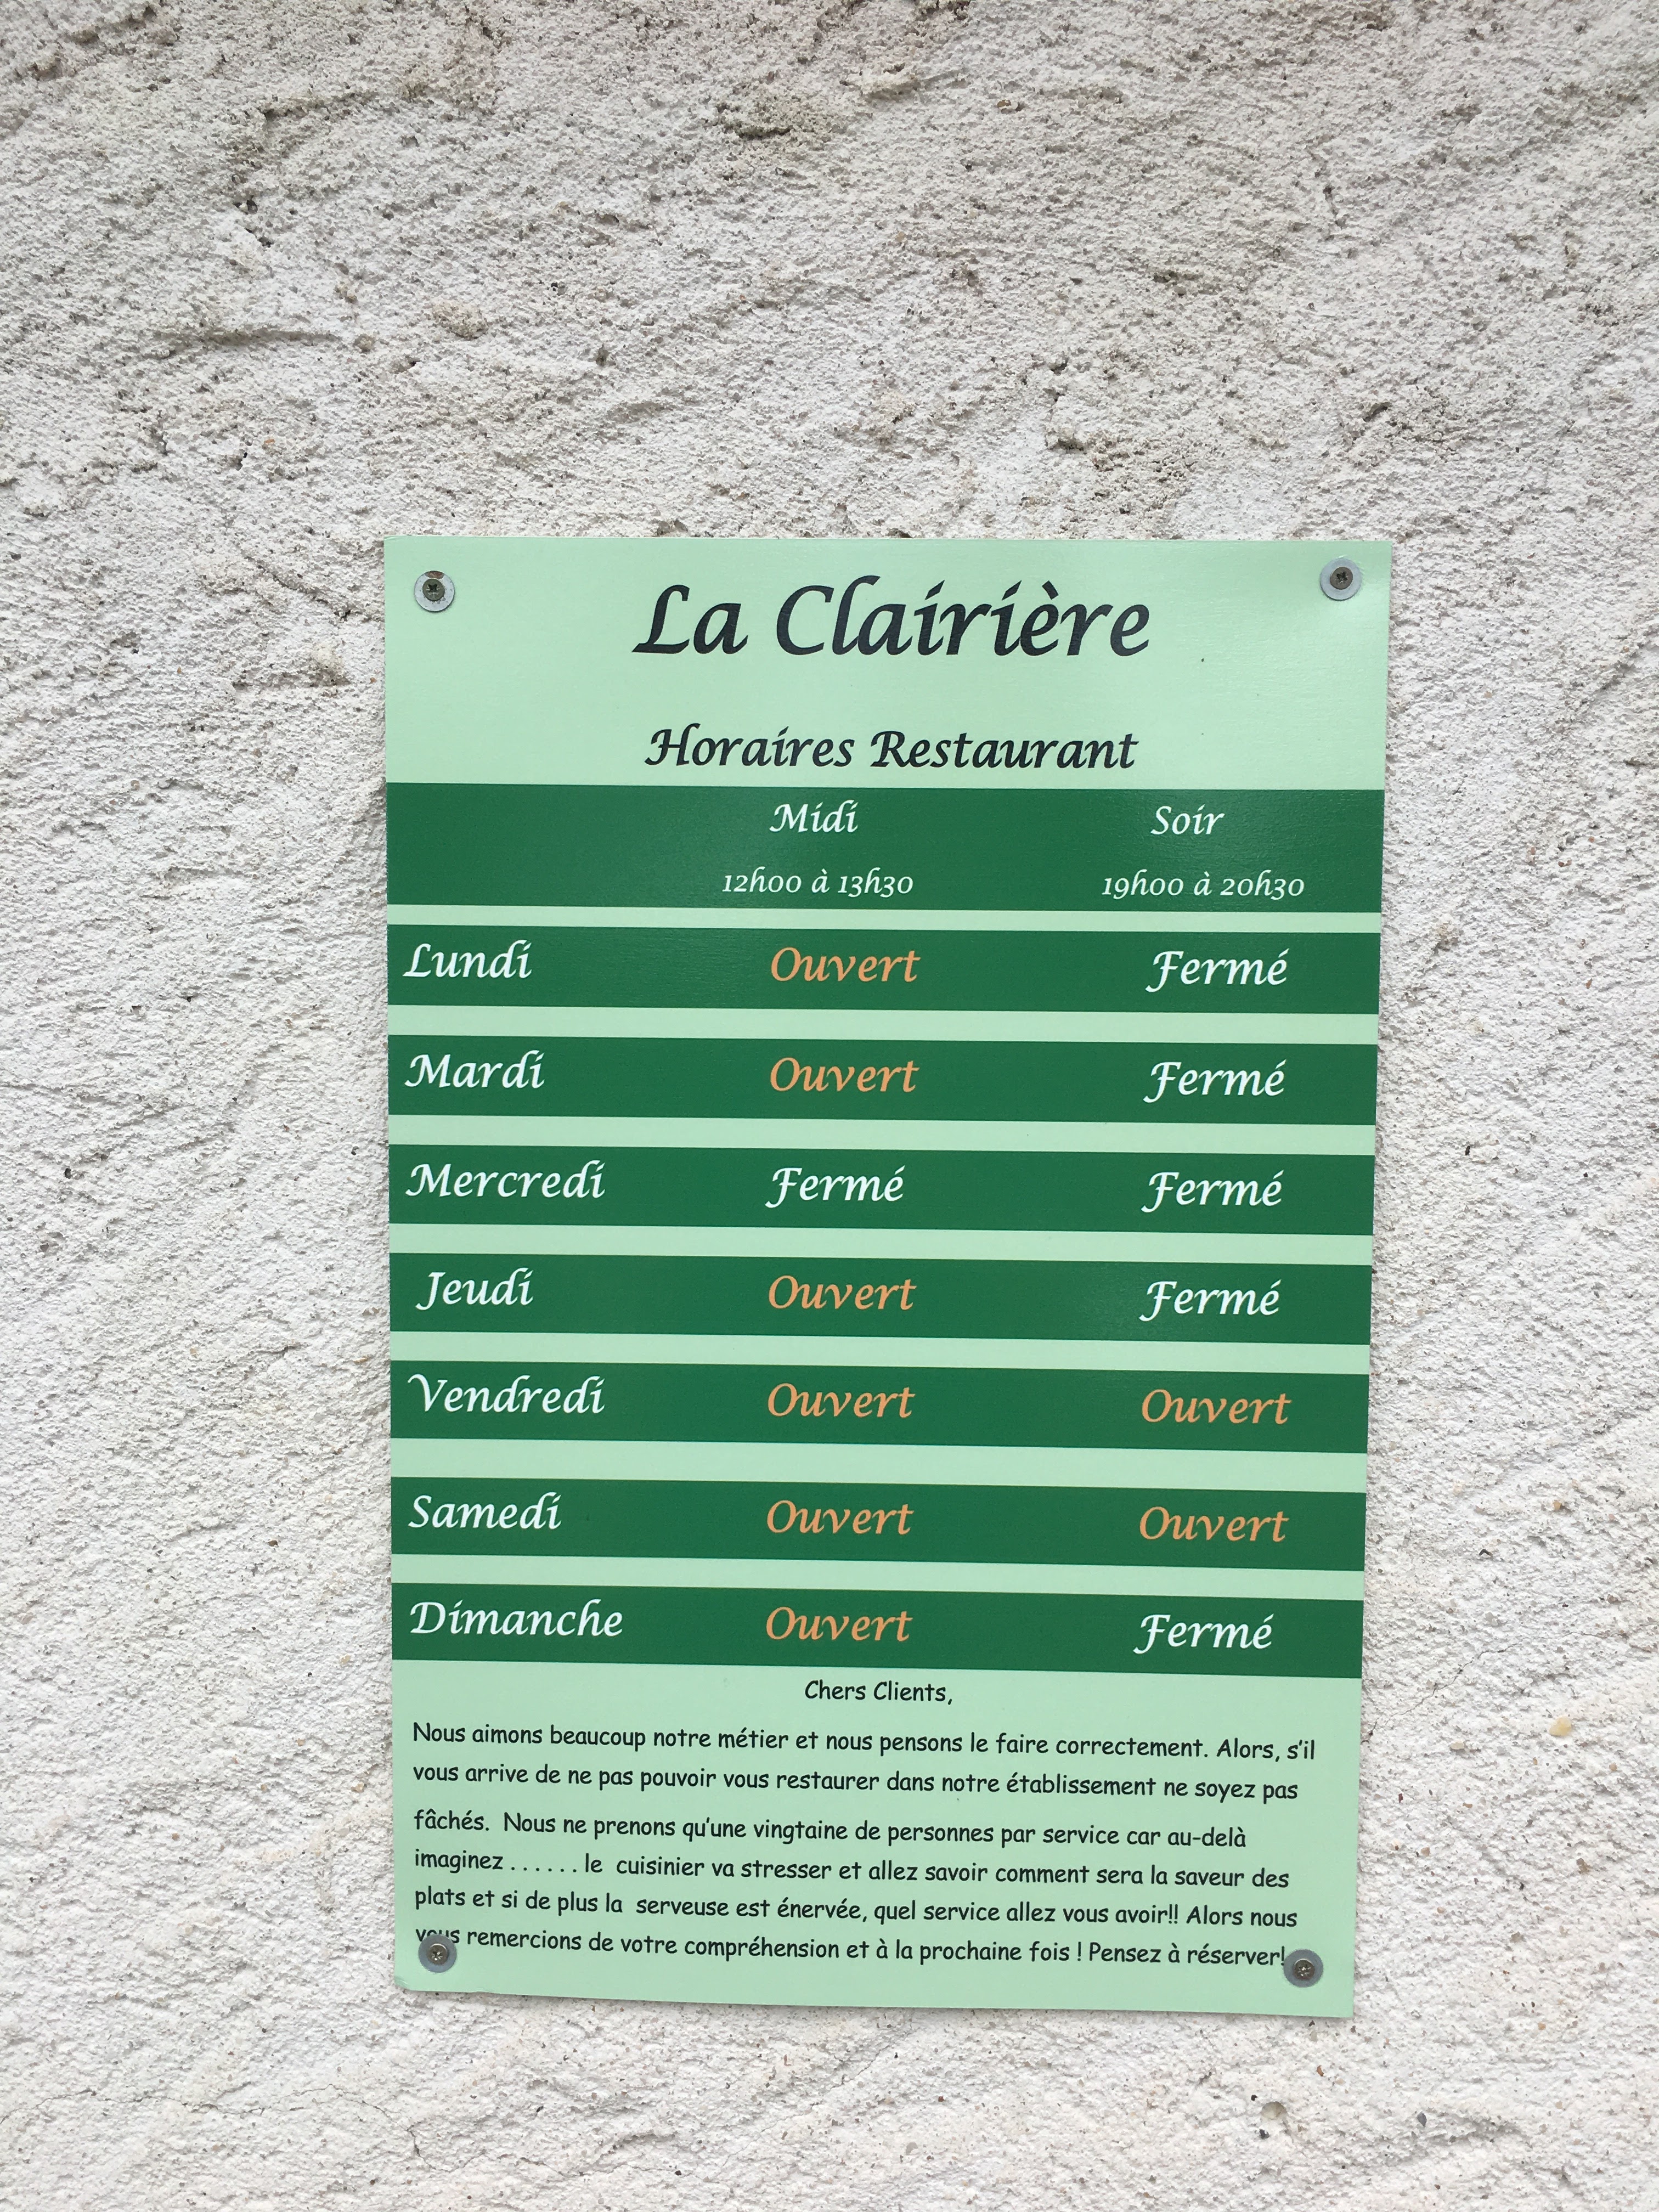 La Clairière
Horaires Restaurant
Midi Soir
12h00 à 13h30 19h00 à 20h30
Lundi Ouvert Fermé
Mardi Ouvert Fermé
Mercredi Fermé Fermé
Jeudi Ouvert Fermé
Vendredi Ouvert Ouvert
Samedi Ouvert Ouvert
Dimanche Ouvert Fermé
Chers Clients,
Nous aimons beaucoup notre métier et nous pensons le faire correctement. Alors, s'il
vous arrive de ne pas pouvoir vous restaurer dans notre établissement ne soyez pas
fâchés. Nous ne prenons qu'une vingtaine de personnes par service car au-delà
imaginez . . . . . . le cuisinier va stresser et allez savoir comment sera la saveur des
plats et si de plus la serveuse est énervée, quel service allez vous avoir!! Alors nous
vous remercions de votre compréhension et à la prochaine fois ! Pensez à réserver!